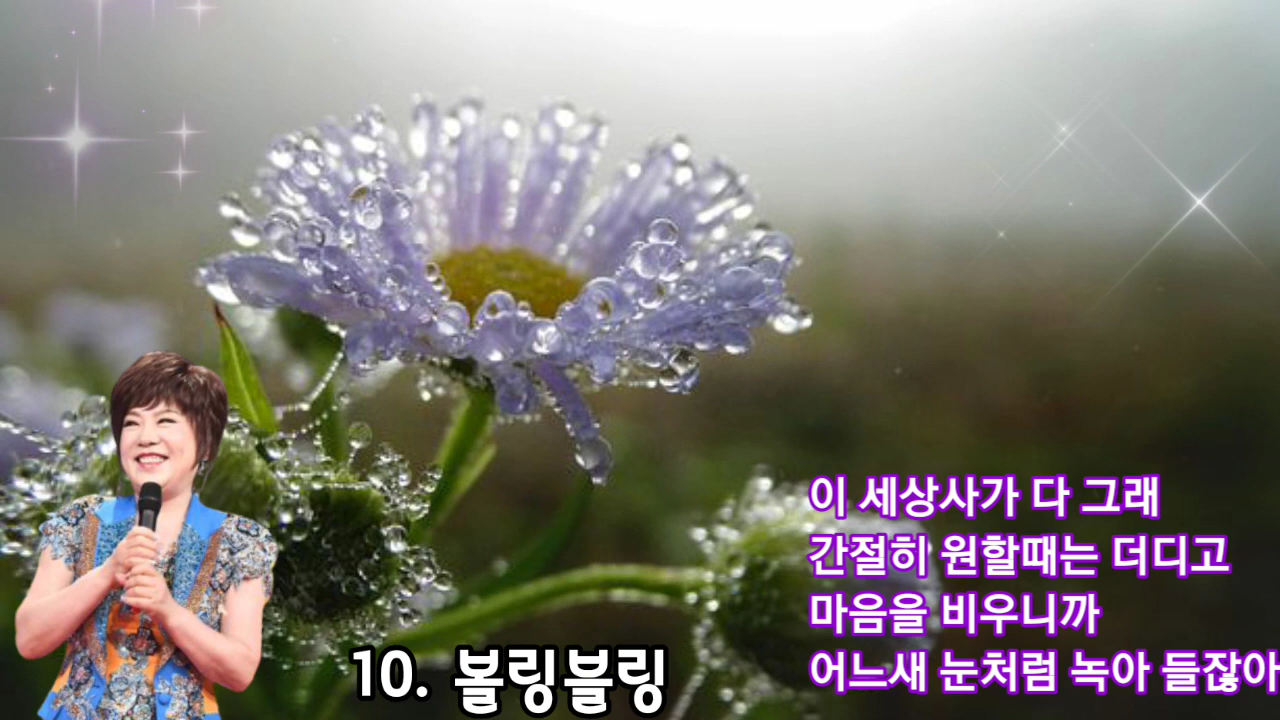 이 세상사가 다 그래
간절히 원할때는 더디고
마음을 비우니까
어느새 눈처럼 녹아 들잖아
10. 볼링블링